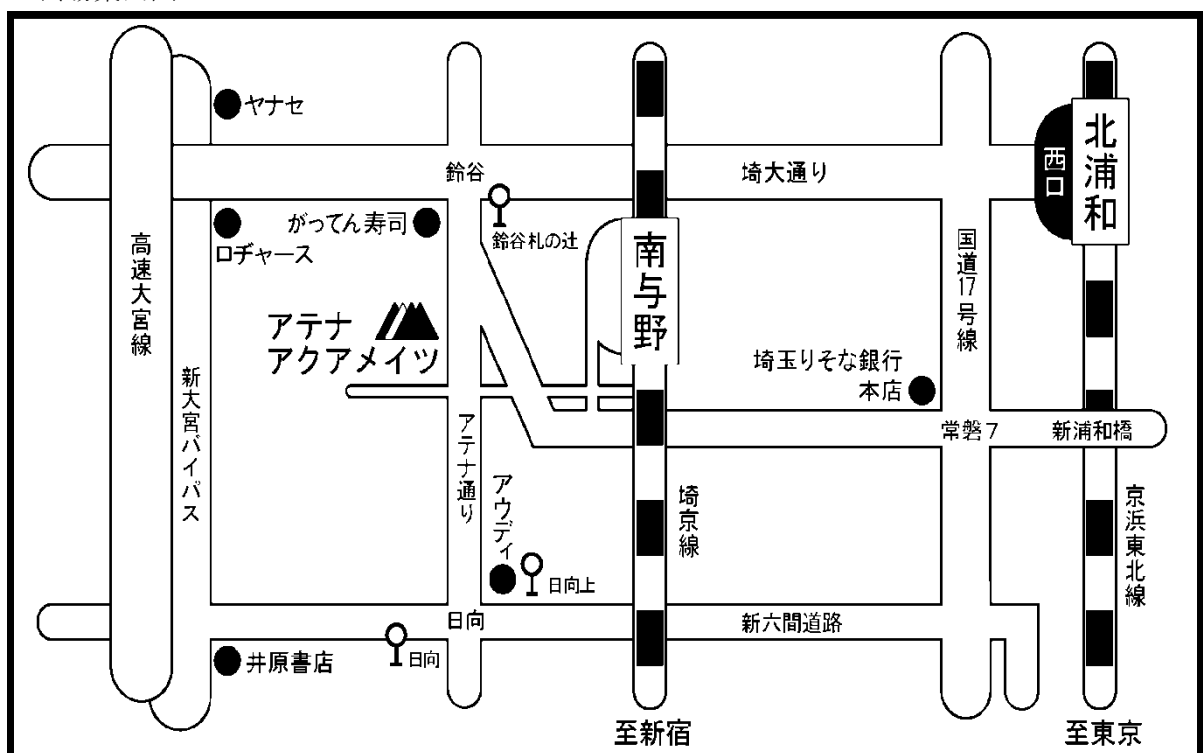 ヤナセ
北浦和
西口
鈴谷
埼大通り
鈴谷札の辻
がってん寿司
ロヂャース
高速大宮線
南与野
国道17号線
アテナ
アクアメイツ
埼玉りそな銀行
本店
新大宮バイパス
アテナ通り
常磐7
新浦和橋
アウディ
埼京線
京浜東北線
日向上
日向
新六間道路
日向
井原書店
至新宿
至東京